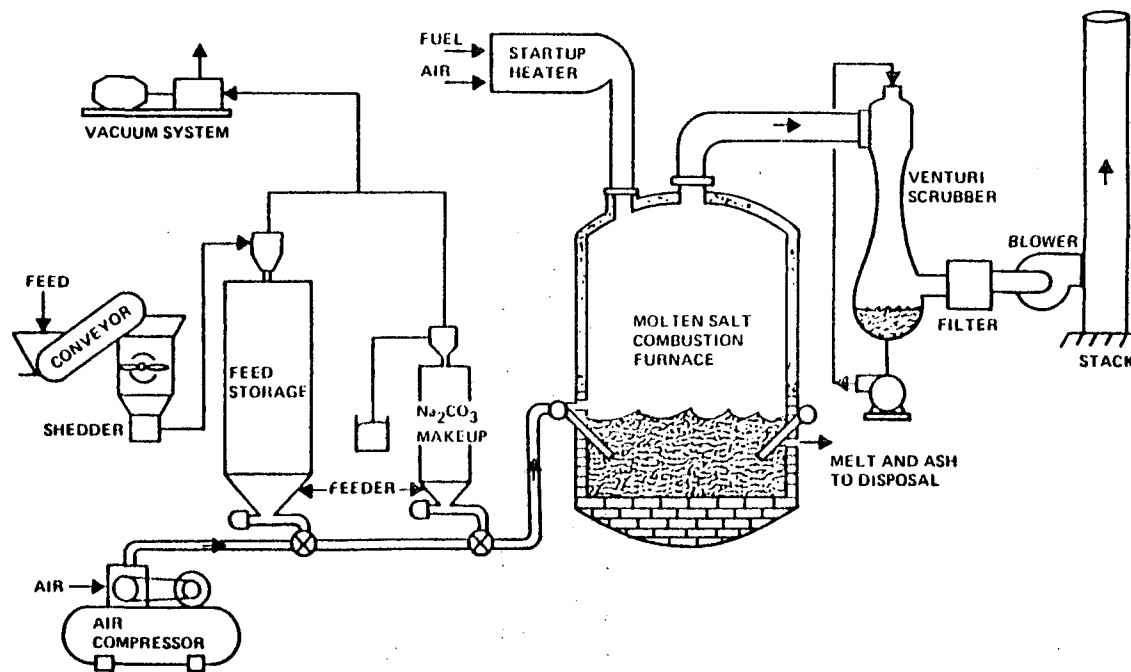 FUEL
AIR
STARTUP
HEATER
VACUUM SYSTEM
VENTURI
SCRUBBER
BLOWER
FEED
CONVEYOR
MOLTEN SALT
COMBUSTION
FURNACE
FILTER
STACK
FEED
STORAGE
Na₂CO₃
MAKEUP
SHEDDER
FEEDER
MELT AND ASH
TO DISPOSAL
AIR
AIR
COMPRESSOR